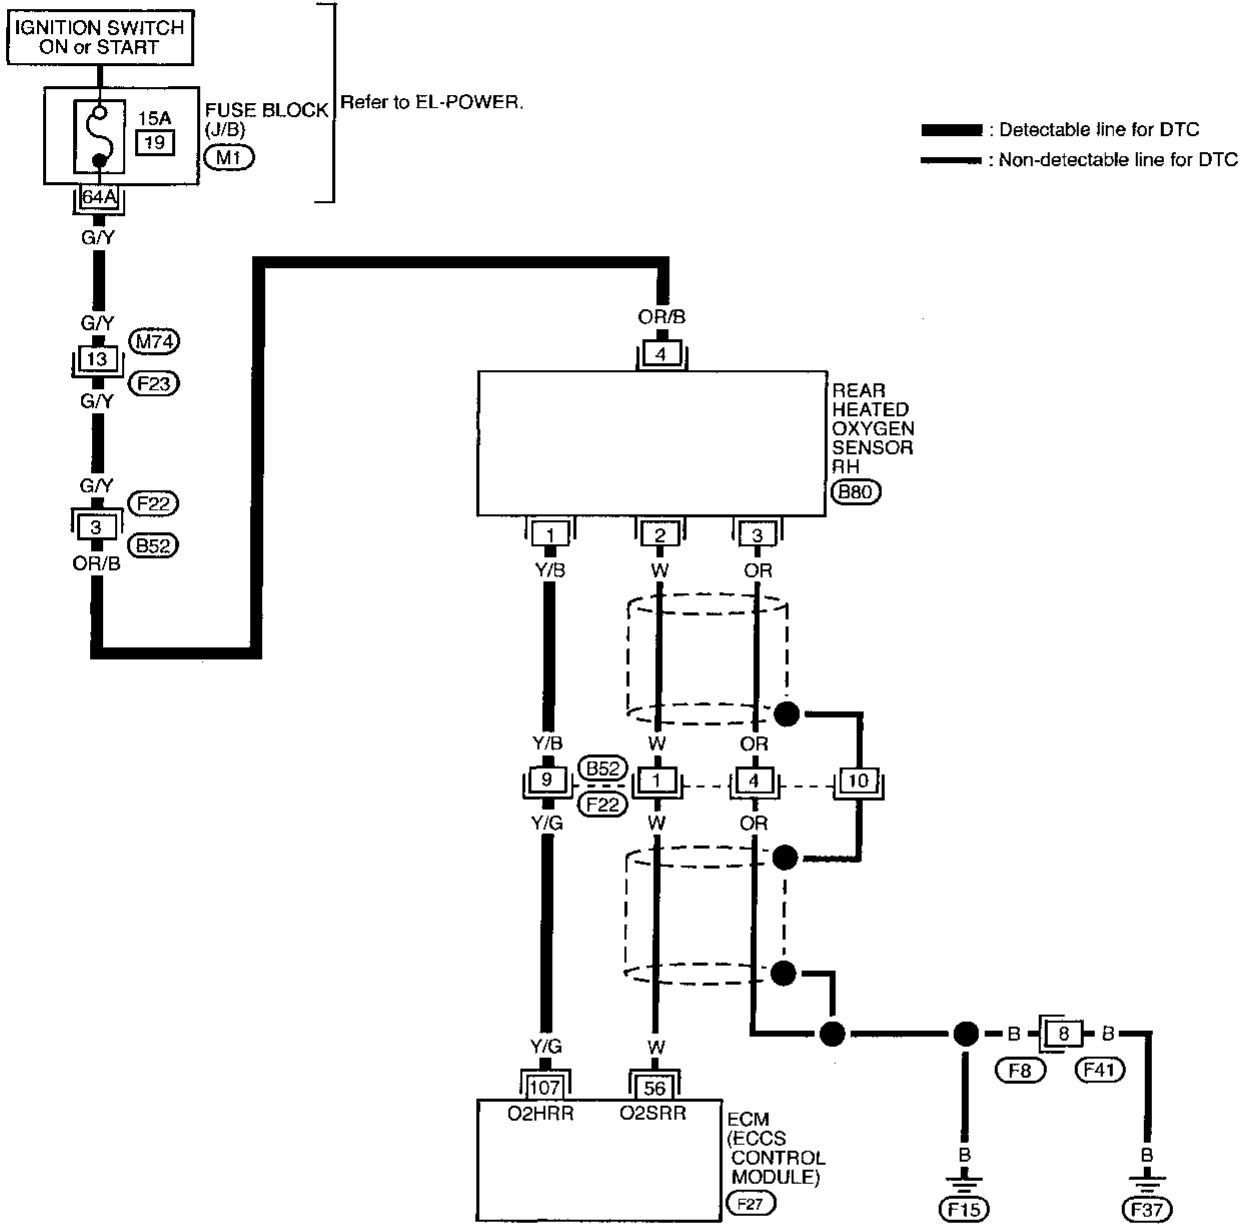 IGNITION SWITCH
ON or START
15A
19
FUSE BLOCK
(J/B)
M1
Refer to EL-POWER.
: Detectable line for DTC
: Non-detectable line for DTC
64A
G/Y
G/Y
13
M74
F23
G/Y
G/Y
3
F22
B52
OR/B
OR/B
4
REAR
HEATED
OXYGEN
SENSOR
RH
B80
1
2
3
Y/B
W
OR
Y/B
W
OR
9
B52
F22
1
4
10
Y/G
W
OR
Y/G
W
107
56
O2HRR
O2SRR
ECM
(ECCS
CONTROL
MODULE)
F27
B
8
B
F8
F41
B
B
F15
F37